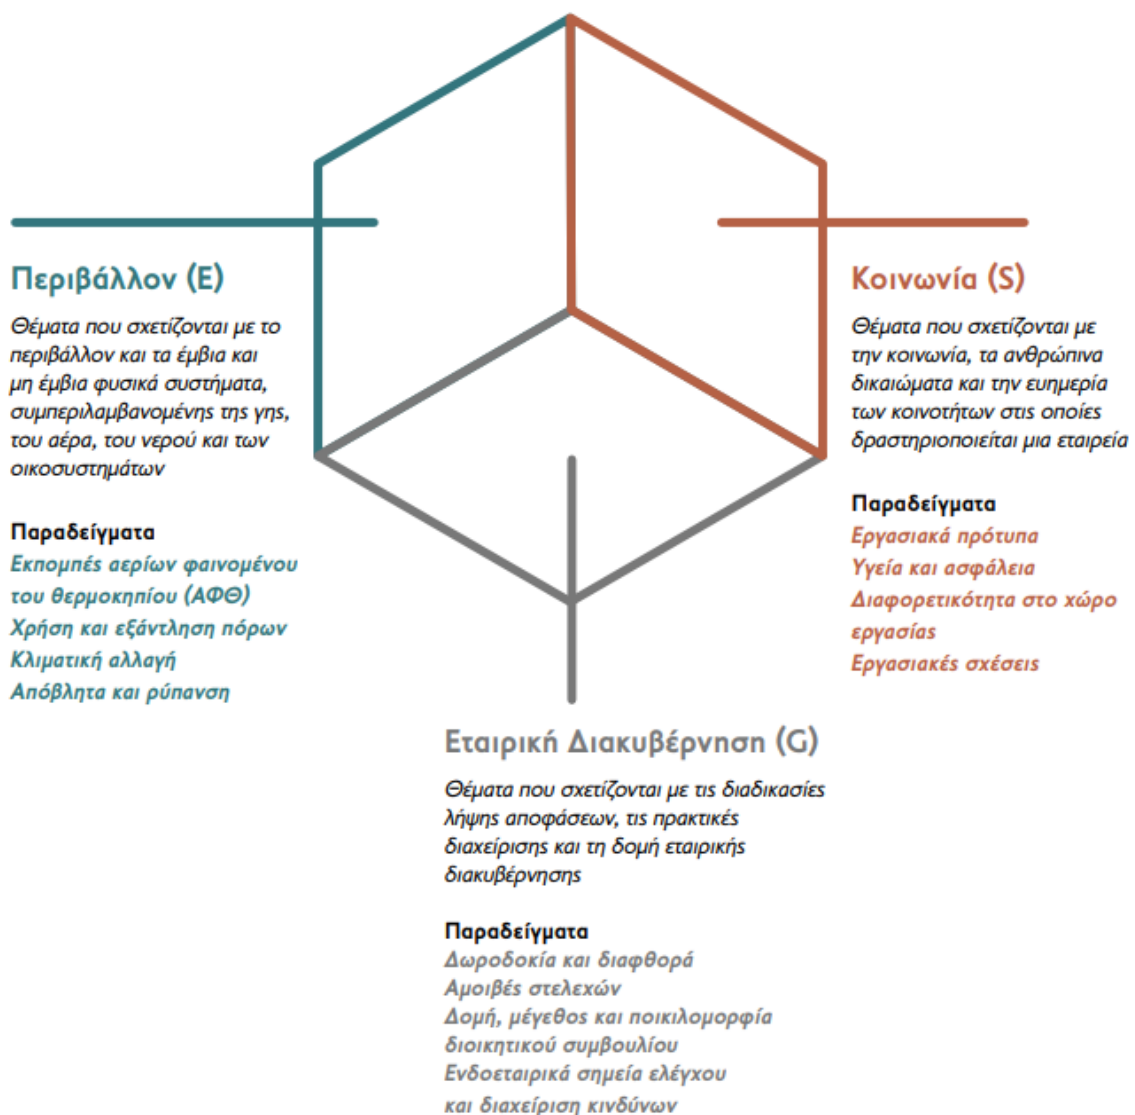 Περιβάλλον (E)
Θέματα που σχετίζονται με το
περιβάλλον και τα έμβια και
μη έμβια φυσικά συστήματα,
συμπεριλαμβανομένης της γης,
του αέρα, του νερού και των
οικοσυστημάτων
Παραδείγματα
Εκπομπές αερίων φαινομένου
του θερμοκηπίου (ΑΦΘ)
Χρήση και εξάντληση πόρων
Κλιματική αλλαγή
Απόβλητα και ρύπανση
Κοινωνία (S)
Θέματα που σχετίζονται με
την κοινωνία, τα ανθρώπινα
δικαιώματα και την ευημερία
των κοινοτήτων στις οποίες
δραστηριοποιείται μια εταιρεία
Παραδείγματα
Εργασιακά πρότυπα
Υγεία και ασφάλεια
Διαφορετικότητα στο χώρο
εργασίας
Εργασιακές σχέσεις
Εταιρική Διακυβέρνηση (G)
Θέματα που σχετίζονται με τις διαδικασίες
λήψης αποφάσεων, τις πρακτικές
διαχείρισης και τη δομή εταιρικής
διακυβέρνησης
Παραδείγματα
Δωροδοκία και διαφθορά
Αμοιβές στελεχών
Δομή, μέγεθος και ποικιλομορφία
διοικητικού συμβουλίου
Ενδοεταιρικά σημεία ελέγχου
και διαχείριση κινδύνων